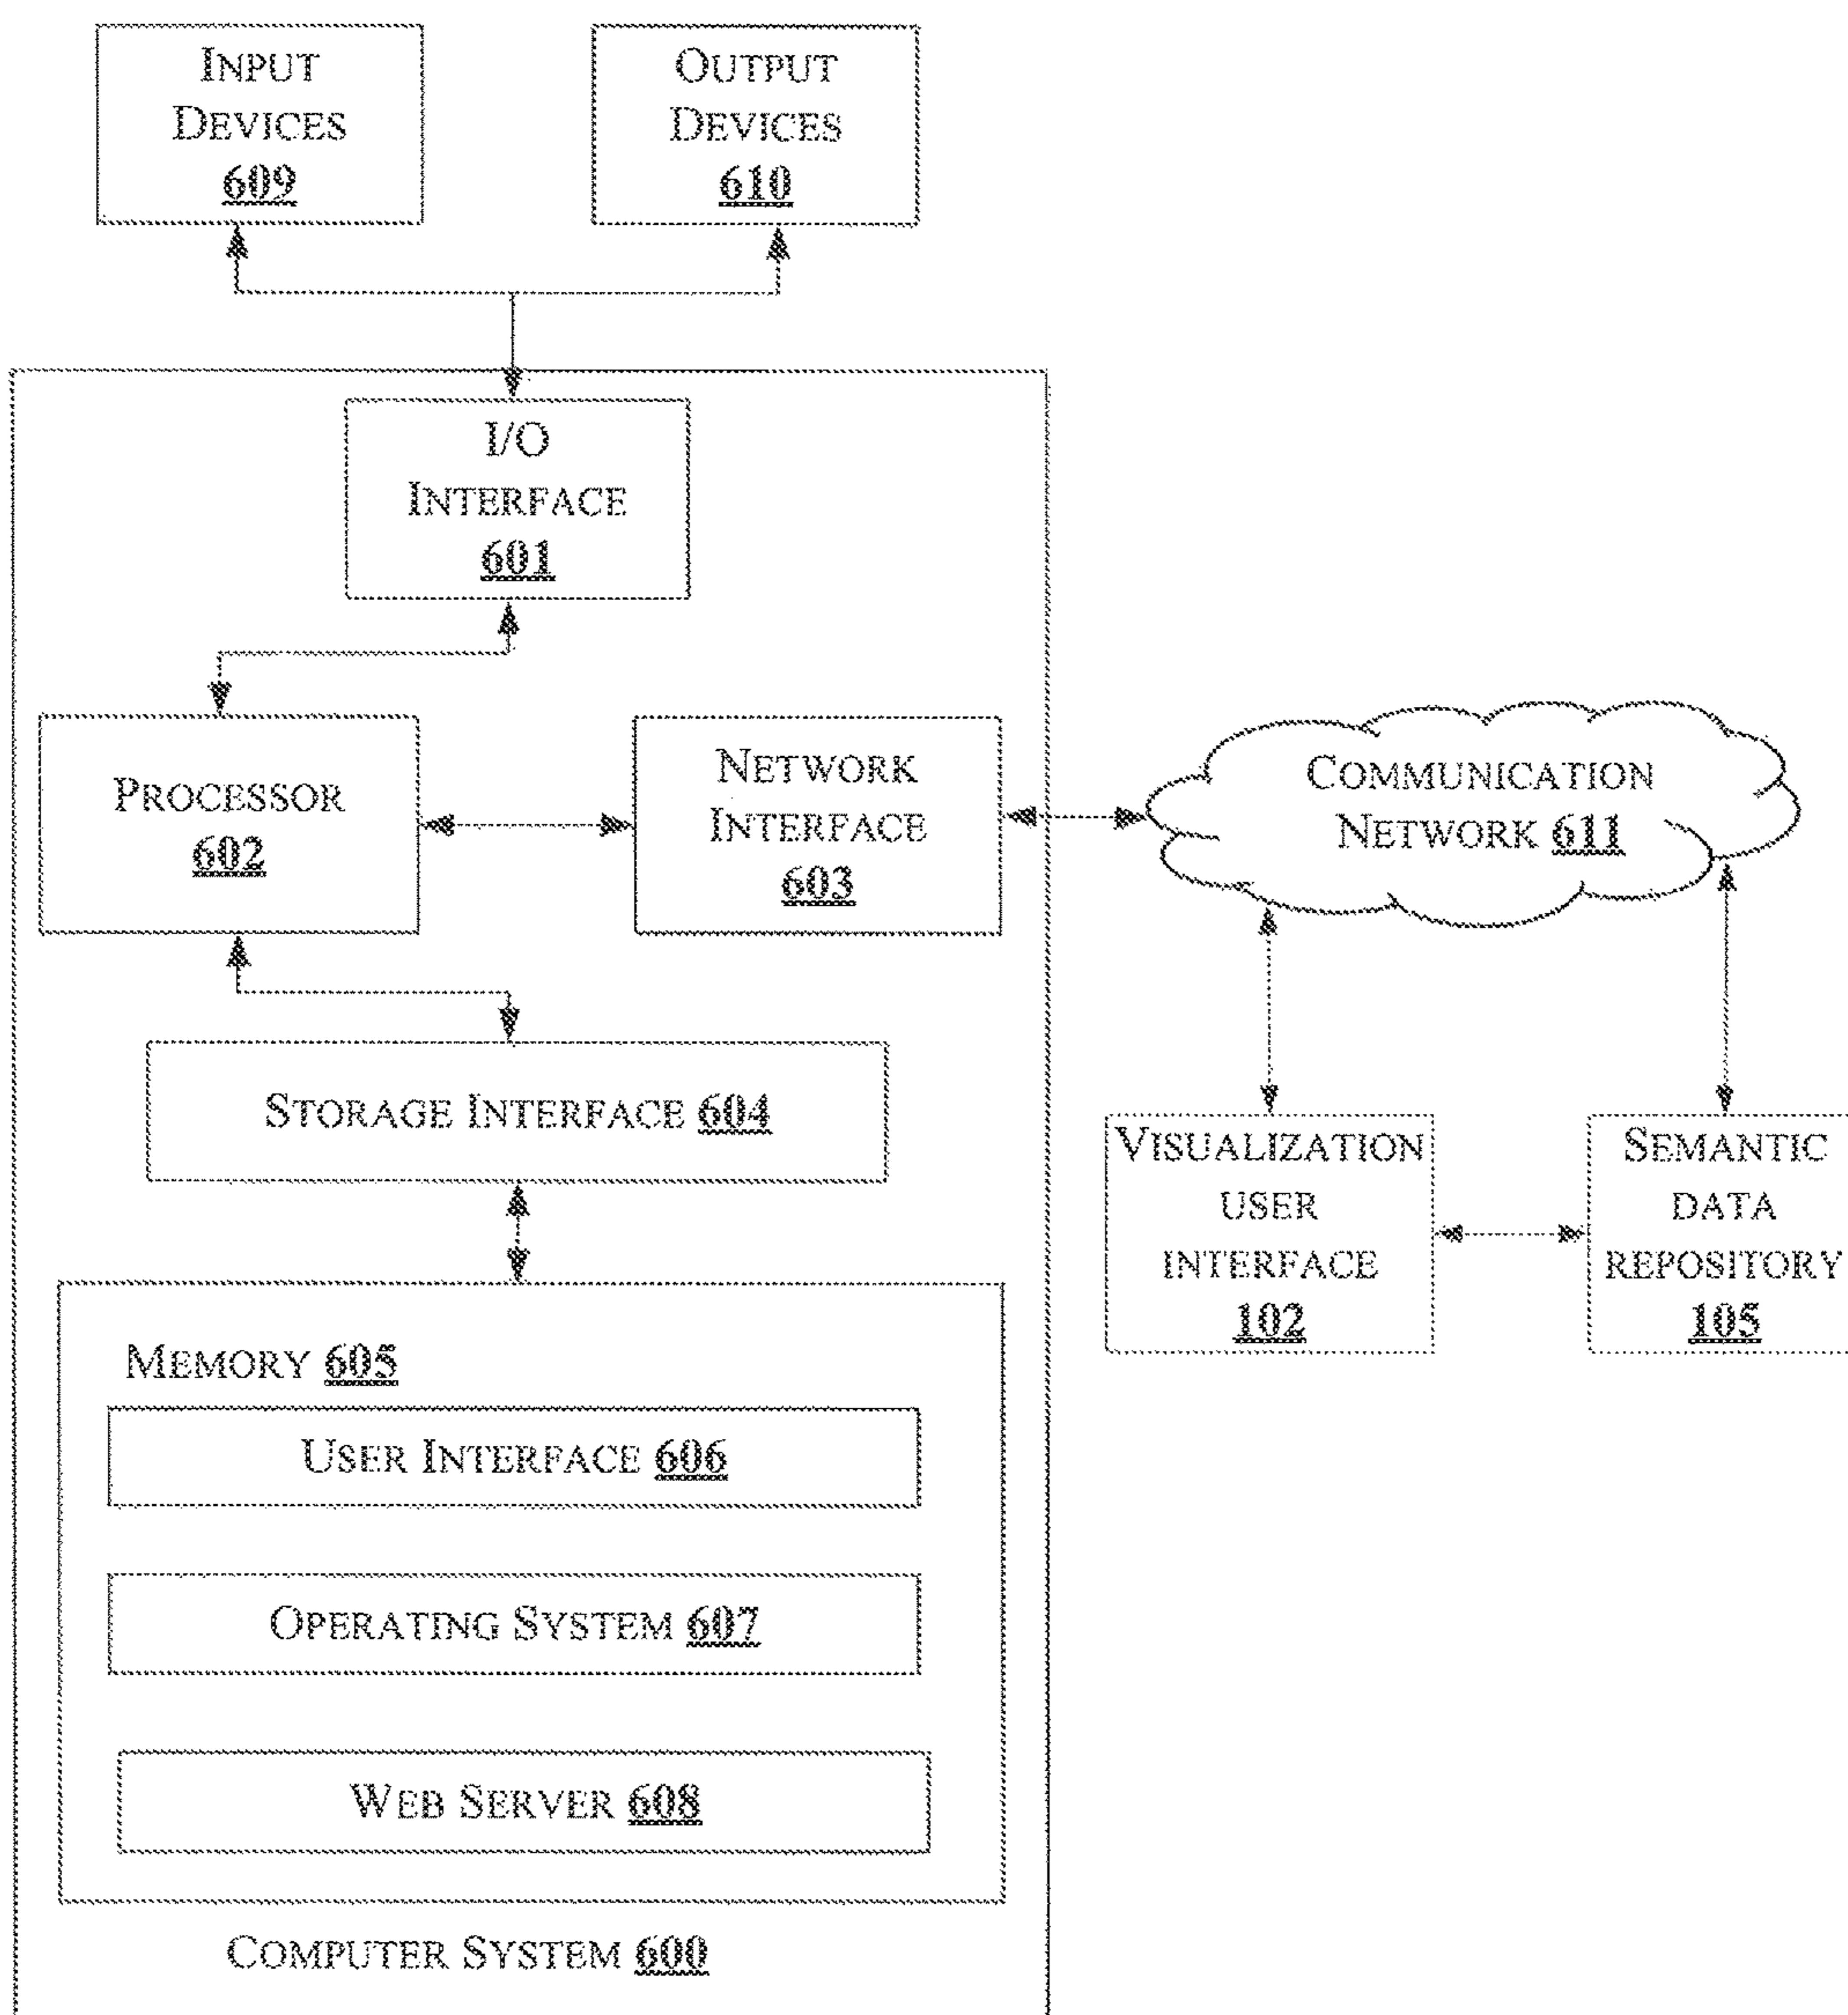 INPUT
DEVICES
609
OUTPUT
DEVICES
610
I/O
INTERFACE
601
PROCESSOR
602
NETWORK
INTERFACE
603
COMMUNICATION
NETWORK 611
STORAGE INTERFACE 604
VISUALIZATION
USER
INTERFACE
102
SEMANTIC
DATA
REPOSITORY
105
MEMORY 605
USER INTERFACE 606
OPERATING SYSTEM 607
WEB SERVER 608
COMPUTER SYSTEM 600